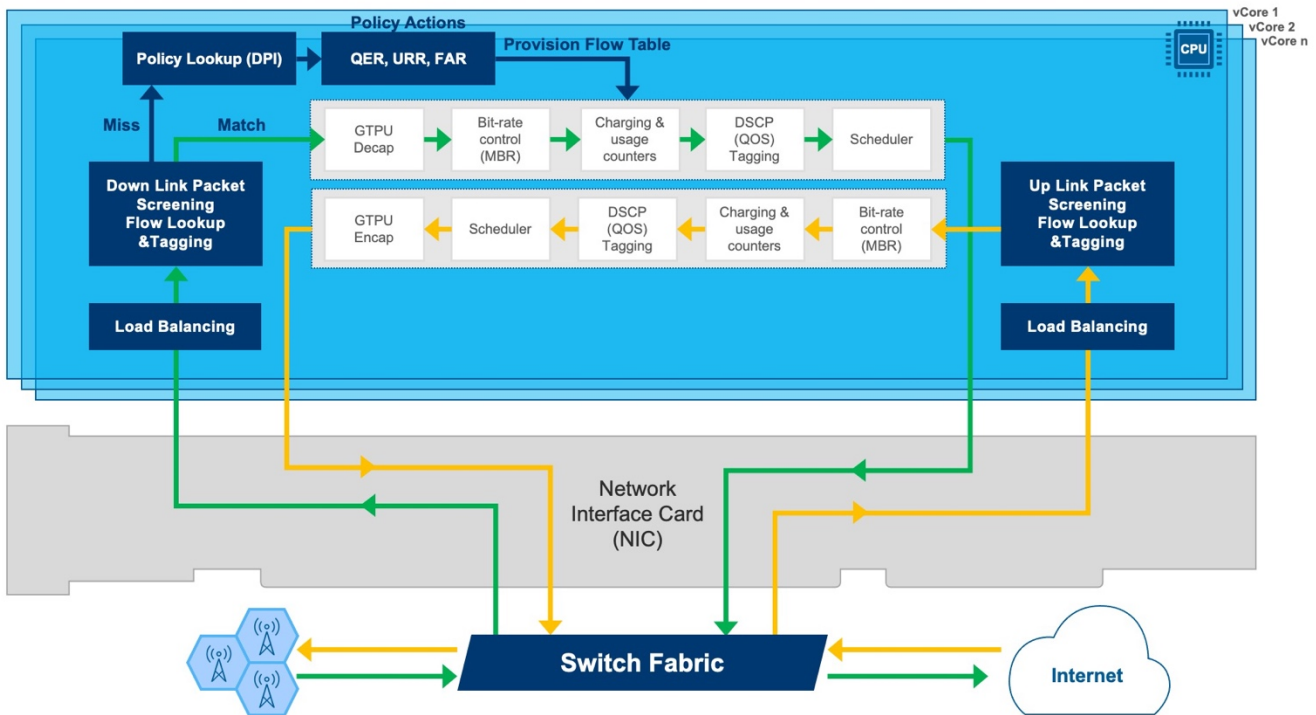 vCore 1
vCore 2
vCore n
CPU
Policy Actions
Provision Flow Table
Policy Lookup (DPI)
QER, URR, FAR
Miss
Match
GTPU
Decap
Bit-rate
control
(MBR)
Charging &
usage
counters
DSCP
(QOS)
Tagging
Scheduler
Down Link Packet
Screening
Flow Lookup
&Tagging
GTPU
Encap
Scheduler
DSCP
(QOS)
Tagging
Charging &
usage
counters
Bit-rate
control
(MBR)
Up Link Packet
Screening
Flow Lookup
&Tagging
Load Balancing
Load Balancing
Network
Interface Card
(NIC)
Switch Fabric
Internet